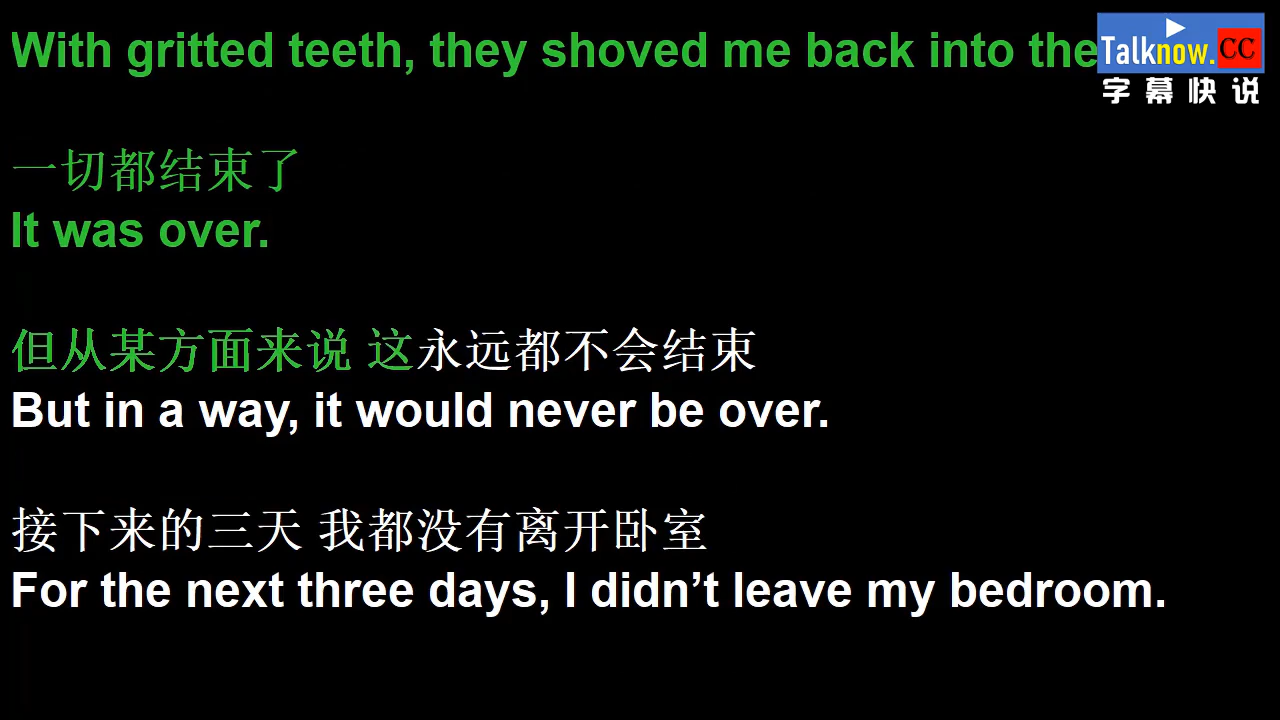 With gritted teeth, they shoved me back into the
Talknow.CC
字幕快说
一切都结束了
It was over.
但从某方面来说 这永远都不会结束
But in a way, it would never be over.
接下来的三天 我都没有离开卧室
For the next three days, I didn’t leave my bedroom.